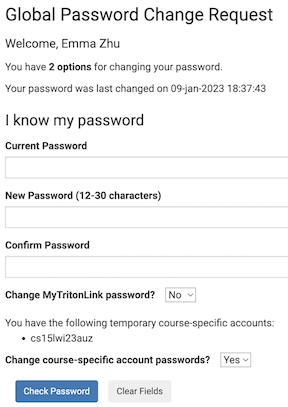 Global Password Change Request
Welcome, Emma Zhu
You have 2 options for changing your password.
Your password was last changed on 09-jan-2023 18:37:43
I know my password
Current Password
New Password (12-30 characters)
Confirm Password
Change MyTritonLink password? No
You have the following temporary course-specific accounts:
• cs15lwi23auz
Change course-specific account passwords? Yes
Check Password Clear Fields